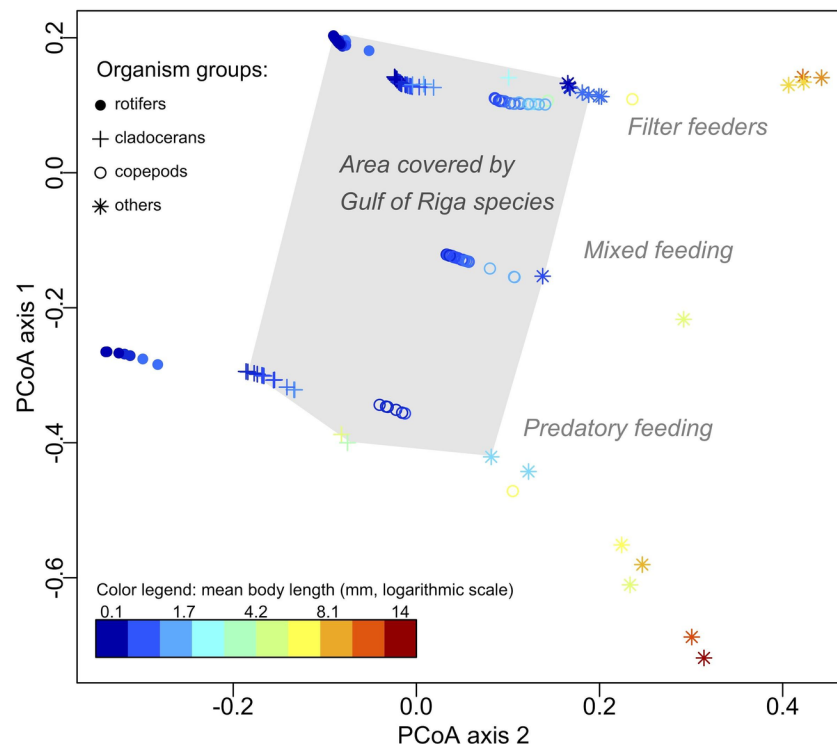 0.2
0.0
-0.2
-0.4
-0.6
PCoA axis 1
Organism groups:
rotifers
cladocerans
copepods
others
Area covered by
Gulf of Riga species
Filter feeders
Mixed feeding
Predatory feeding
Color legend: mean body length (mm, logarithmic scale)
0.1 1.7 4.2 8.1 14
-0.2 0.0 0.2 0.4
PCoA axis 2